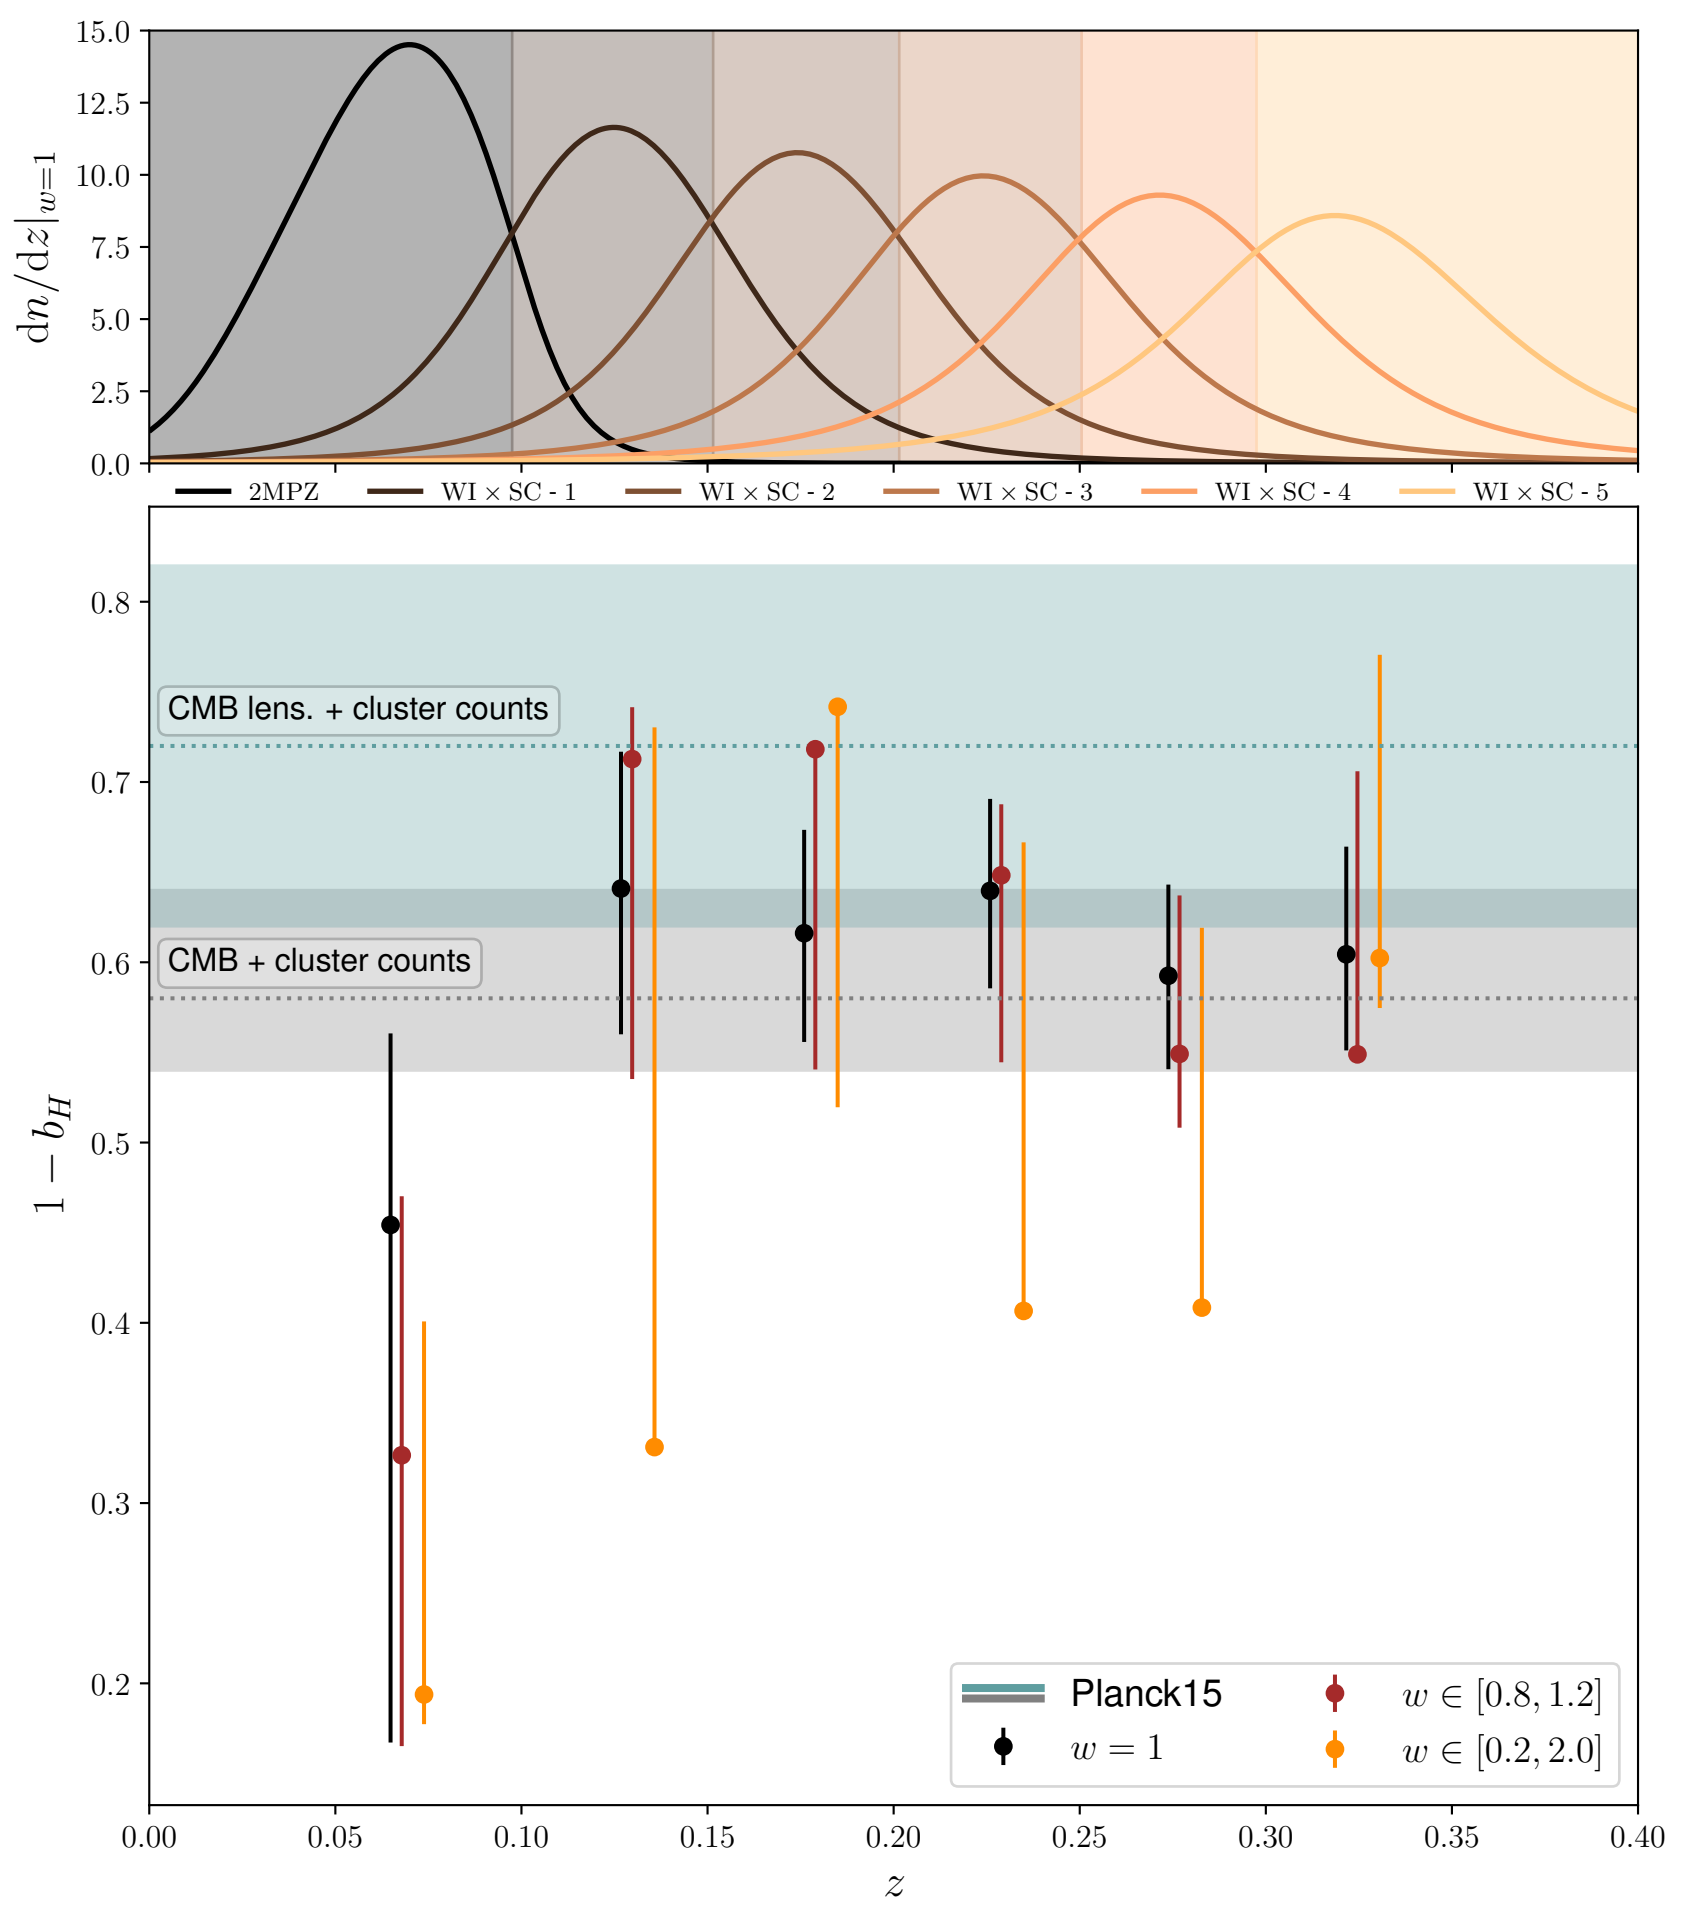 15.0
12.5
10.0
7.5
5.0
2.5
0.0
dn/dz|w=1
2MPZ WI × SC - 1 WI × SC - 2 WI × SC - 3 WI × SC - 4 WI × SC - 5
0.8
0.7
0.6
0.5
0.4
0.3
0.2
1 − bH
CMB lens. + cluster counts
CMB + cluster counts
Planck15 w ∈ [0.8, 1.2]
w = 1 w ∈ [0.2, 2.0]
0.00 0.05 0.10 0.15 0.20 0.25 0.30 0.35 0.40
z